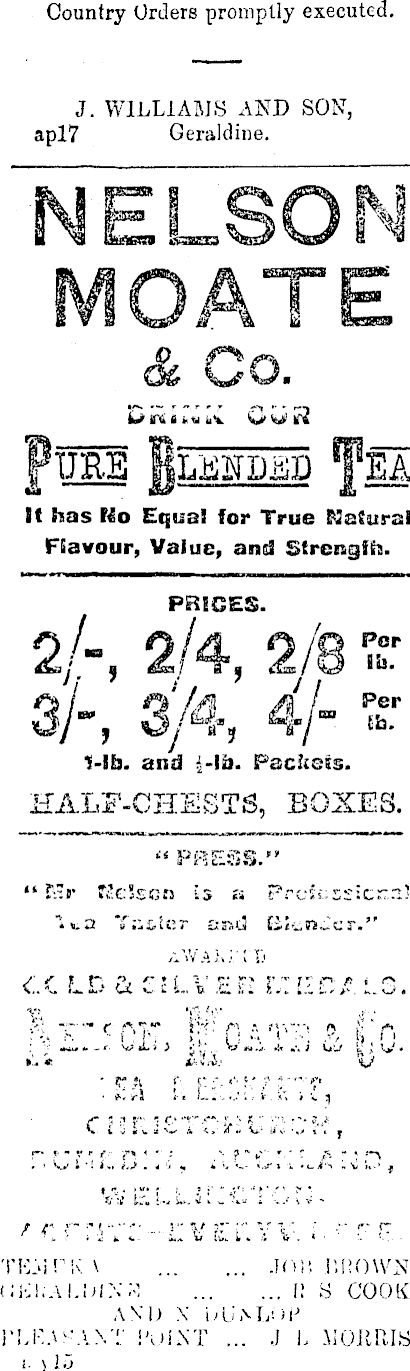 Country Orders promptly executed.
J. WILLIAMS AND SON,
ap17 Geraldine.
NELSON
MOATE
& Co.
DRINK OUR
PURE BLENDED TEA
It has No Equal for True Natural
Flavour, Value, and Strength.
PRICES.
2/-, 2/4, 2/8 Per lb.
3/-, 3/4, 4/- Per lb.
1-lb. and ½-lb. Packets.
HALF-CHESTS, BOXES.
"PRESS."
"Mr Nelson is a Professional
Tea Taster and Blender."
AWARDED
GOLD & SILVER MEDALS.
NELSON, MOATE & Co.
TEA MERCHANTS,
CHRISTCHURCH,
DUNEDIN, AUCKLAND,
WELLINGTON.
AGENTS—EVERYWHERE.
TEMUKA ... ... JOB BROWN
GERALDINE ... ... R S COOK
AND N DUNLOP
PLEASANT POINT ... J L MORRIS